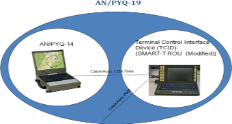 AN/PYQ-19
AN/PYQ-14
Terminal Control Interface
Device (TCID)
(SMART-T ROU (Modified))